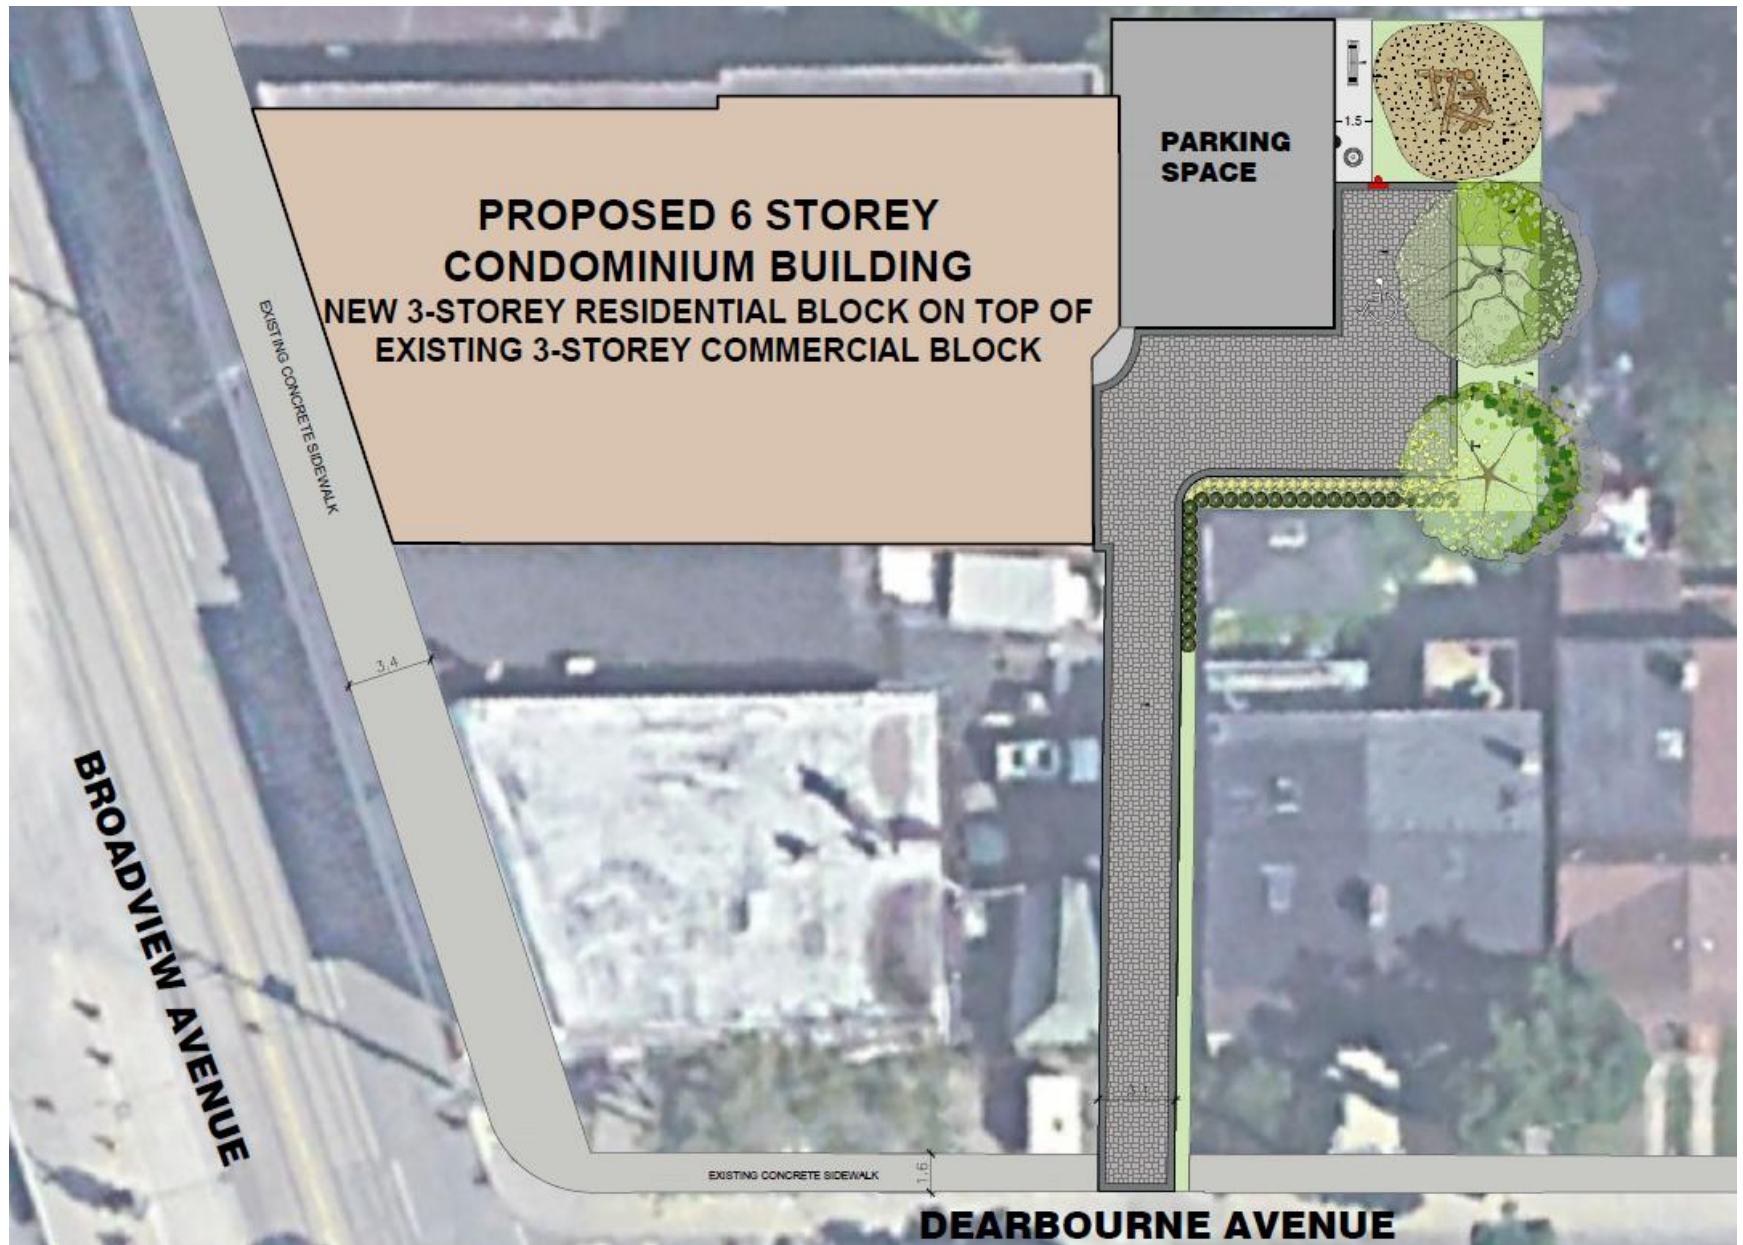 PROPOSED 6 STOREY
CONDOMINIUM BUILDING
NEW 3-STOREY RESIDENTIAL BLOCK ON TOP OF
EXISTING 3-STOREY COMMERCIAL BLOCK
PARKING
SPACE
1.5
EXISTING CONCRETE SIDEWALK
3.4
BROADVIEW AVENUE
EXISTING CONCRETE SIDEWALK
1.6
DEARBOURNE AVENUE